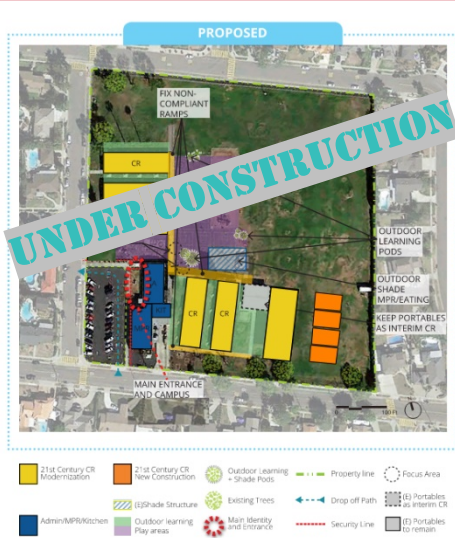 PROPOSED
FIX NON-
COMPLIANT
RAMPS
CR
UNDER CONSTRUCTION
OUTDOOR
LEARNING
PODS
OUTDOOR
SHADE
MPR/EATING
KEEP PORTABLES
AS INTERIM CR
CR
CR
MAIN ENTRANCE
AND CAMPUS
21st Century CR
Modernization
21st Century CR
New Construction
Outdoor Learning
+ Shade Pods
Property line
Focus Area
(E)Shade Structure
Existing Trees
Drop off Path
(E) Portables
as interim CR
Admin/MPR/Kitchen
Outdoor learning
Play areas
Main Identity
and Entrance
Security Line
(E) Portables
to remain